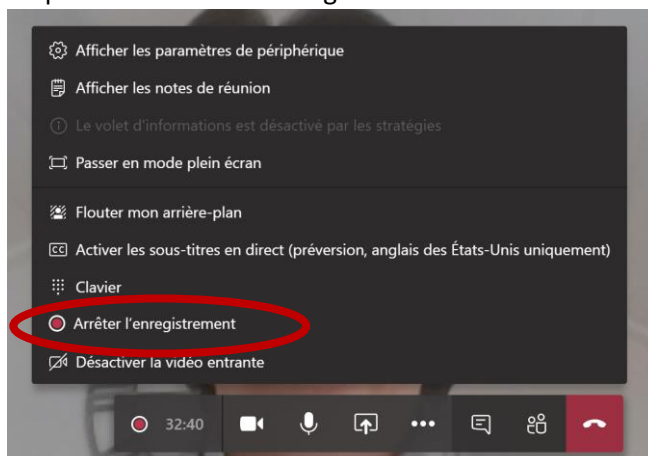 Afficher les paramètres de périphérique
Afficher les notes de réunion
Le volet d'informations est désactivé par les stratégies
Passer en mode plein écran
Flouter mon arrière-plan
CC Activer les sous-titres en direct (préversion, anglais des États-Unis uniquement)
Clavier
Arrêter l'enregistrement
Désactiver la vidéo entrante
32:40